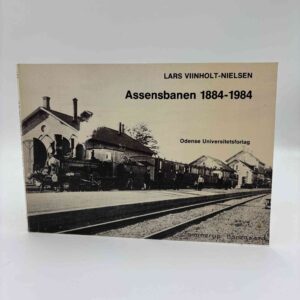 LARS VIINHOLT-NIELSEN
Assensbanen 1884-1984
Odense Universitetsforlag